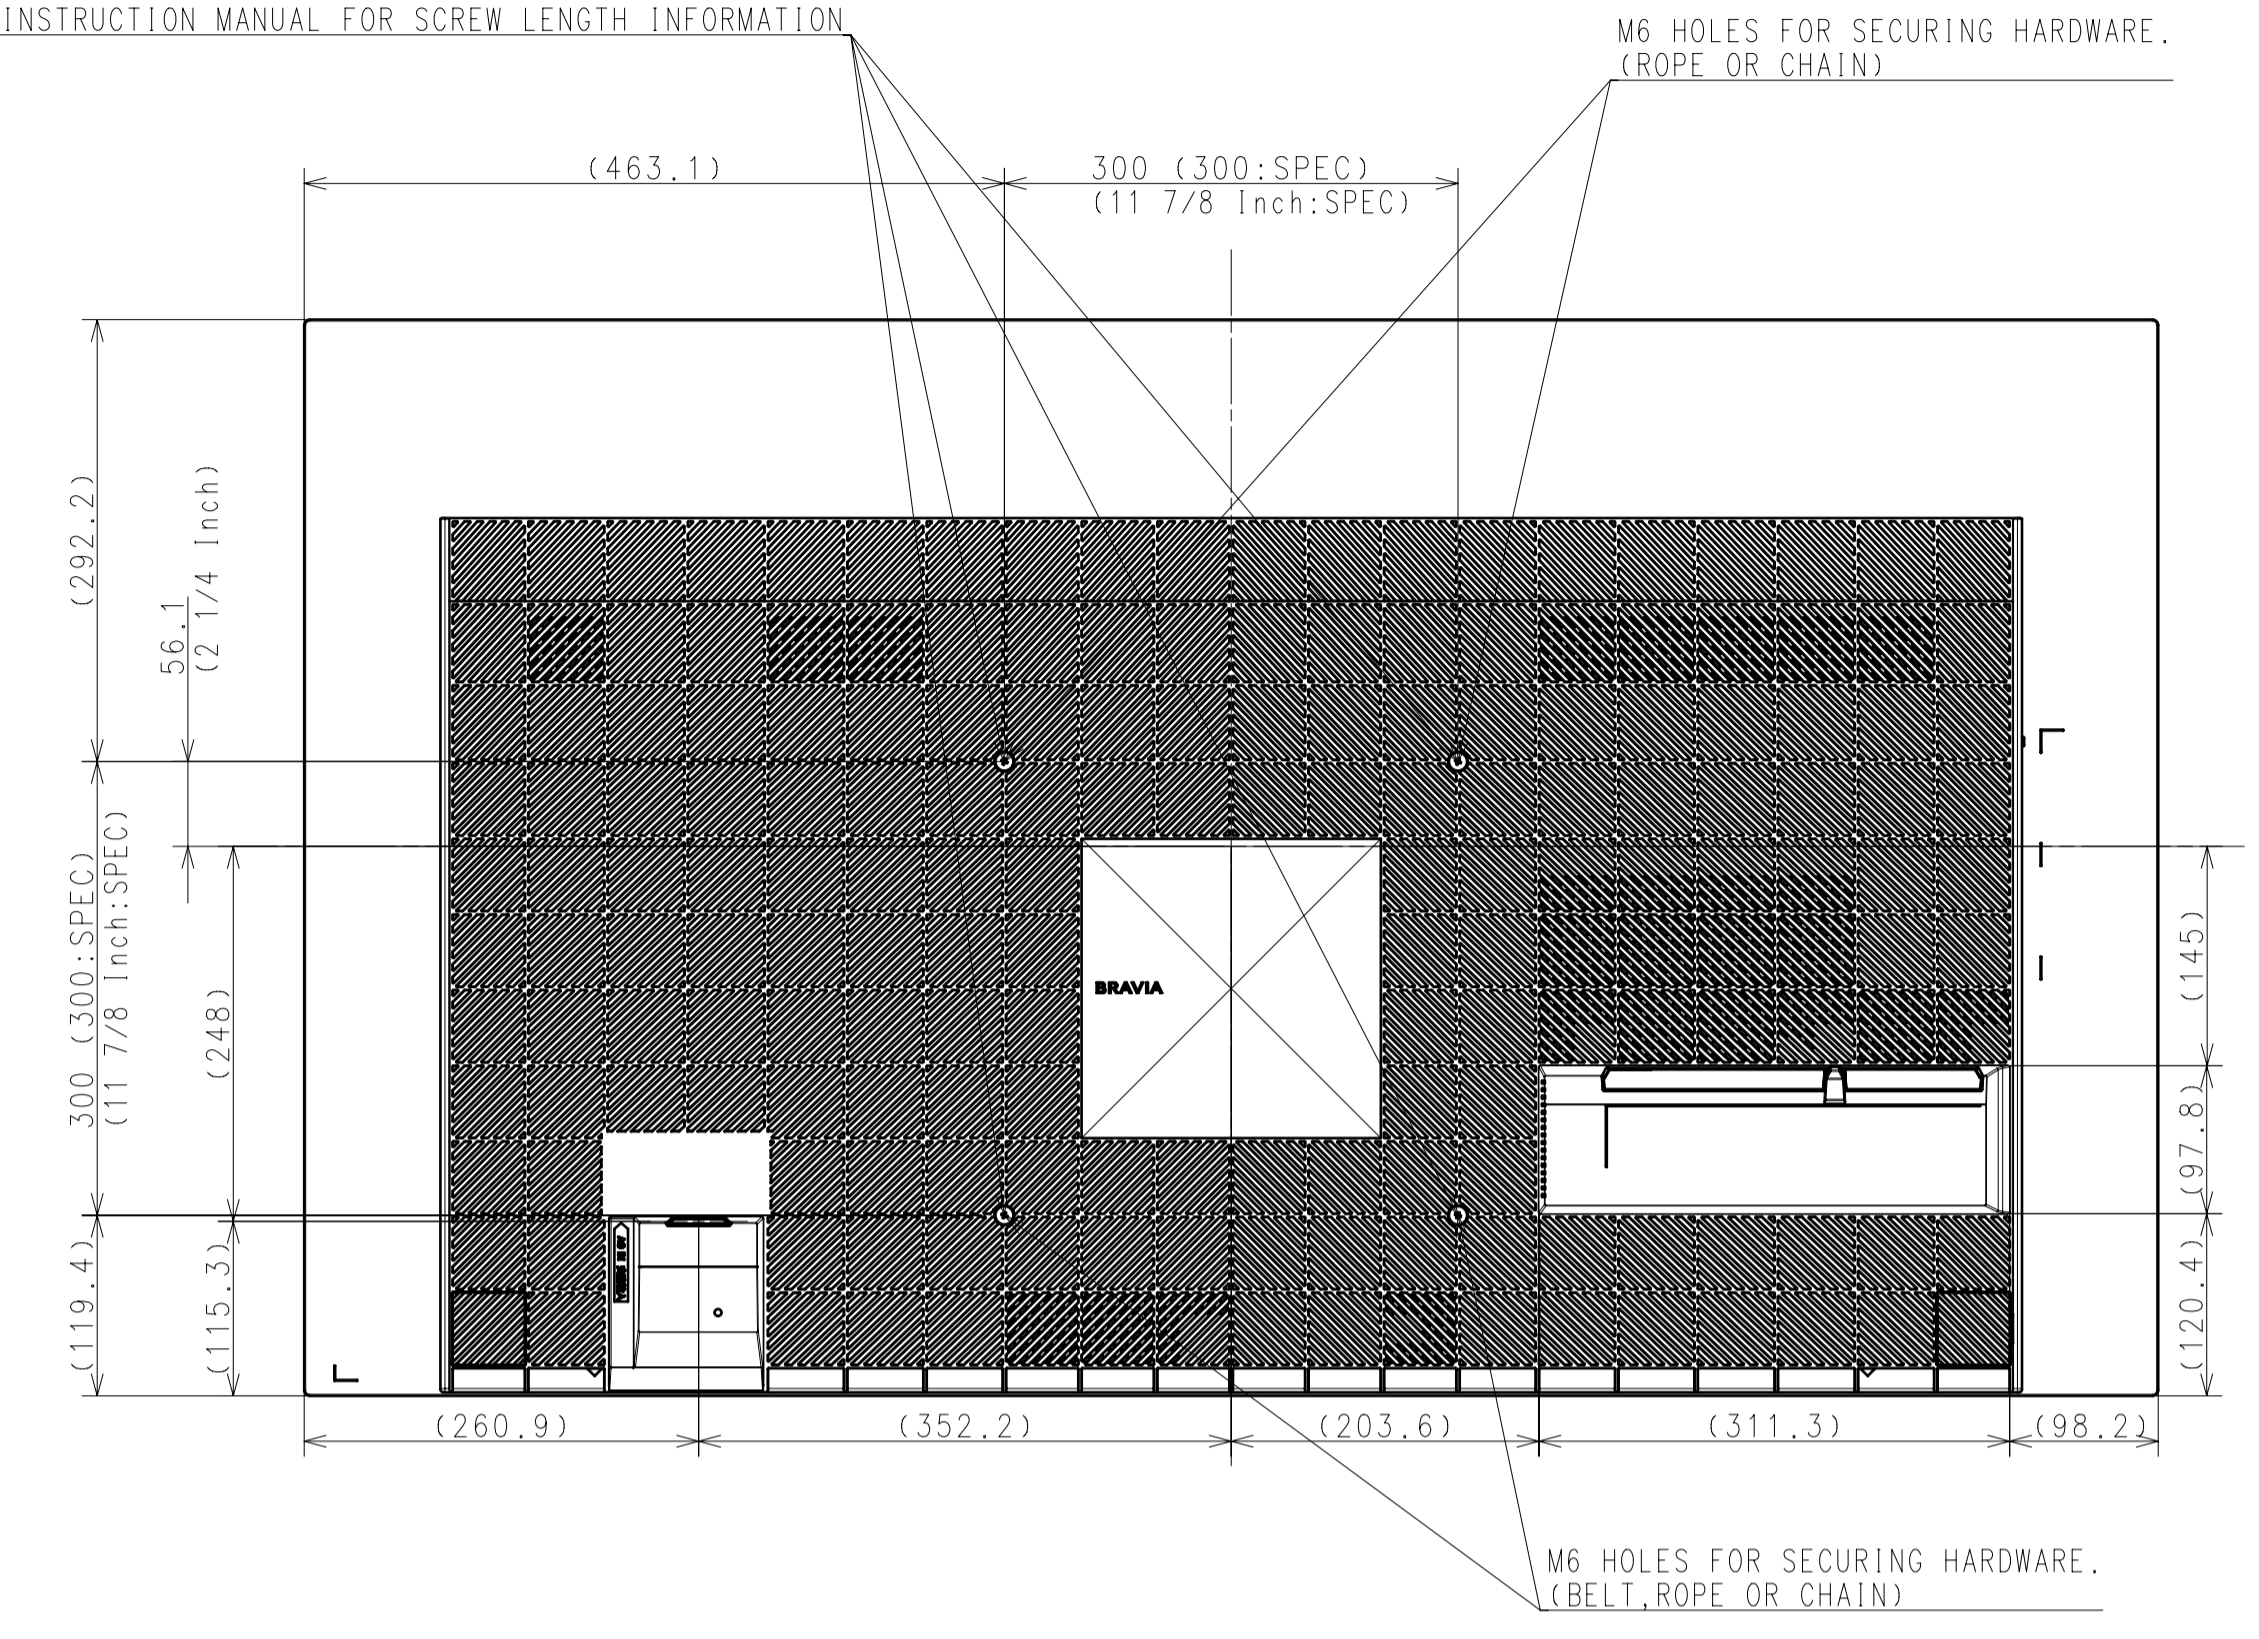 INSTRUCTION MANUAL FOR SCREW LENGTH INFORMATION
M6 HOLES FOR SECURING HARDWARE.
(ROPE OR CHAIN)
(463.1)
300 (300:SPEC)
(11 7/8 Inch:SPEC)
(292.2)
56.1
(2 1/4 Inch)
300 (300:SPEC)
(11 7/8 Inch:SPEC)
(248)
(119.4)
(115.3)
BRAVIA
(145)
(97.8)
(120.4)
(260.9)
(352.2)
(203.6)
(311.3)
(98.2)
M6 HOLES FOR SECURING HARDWARE.
(BELT,ROPE OR CHAIN)